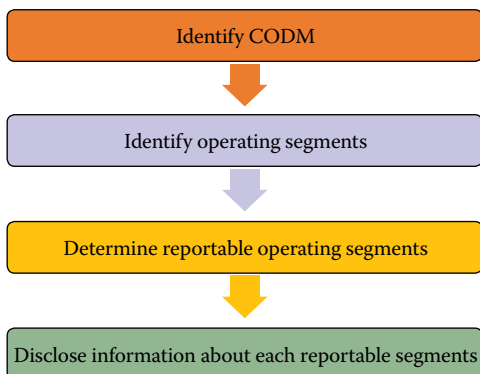 Identify CODM
Identify operating segments
Determine reportable operating segments
Disclose information about each reportable segments